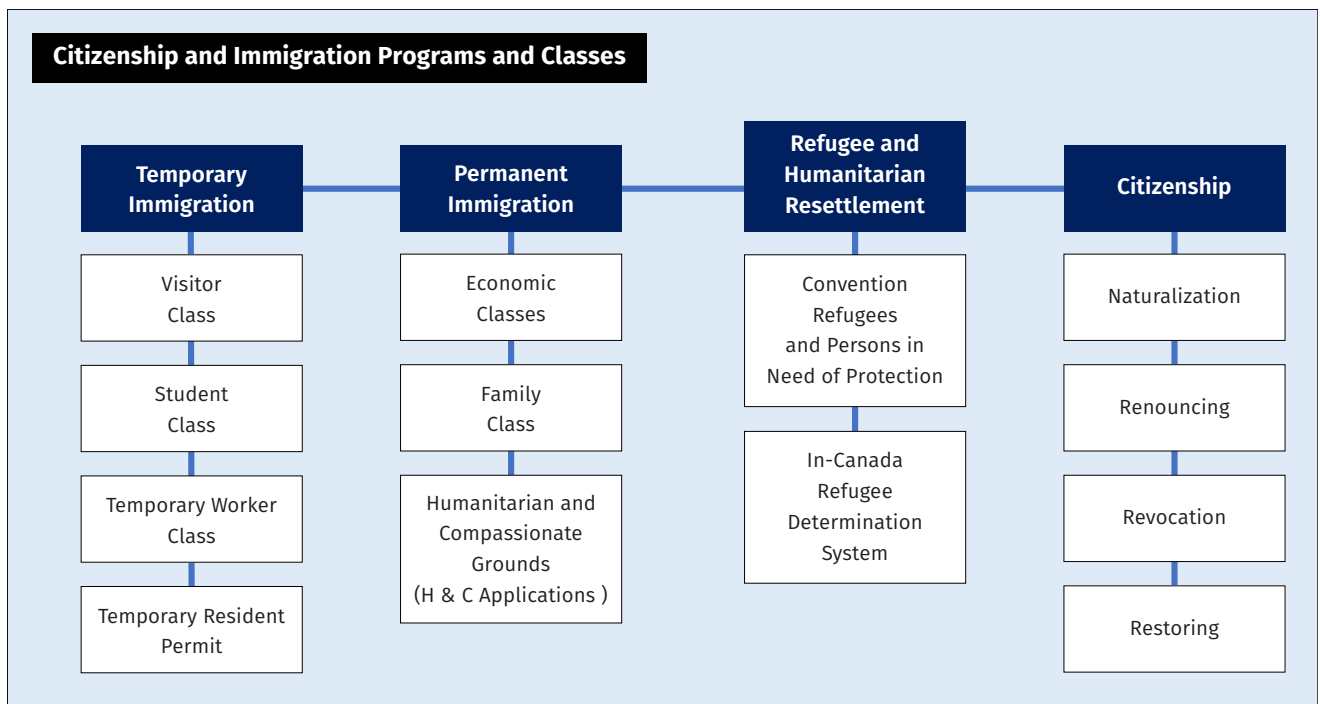 Citizenship and Immigration Programs and Classes
Temporary
Immigration
Visitor
Class
Student
Class
Temporary Worker
Class
Temporary Resident
Permit
Permanent
Immigration
Economic
Classes
Family
Class
Humanitarian and
Compassionate
Grounds
(H & C Applications )
Refugee and
Humanitarian
Resettlement
Convention
Refugees
and Persons in
Need of Protection
In-Canada
Refugee
Determination
System
Citizenship
Naturalization
Renouncing
Revocation
Restoring